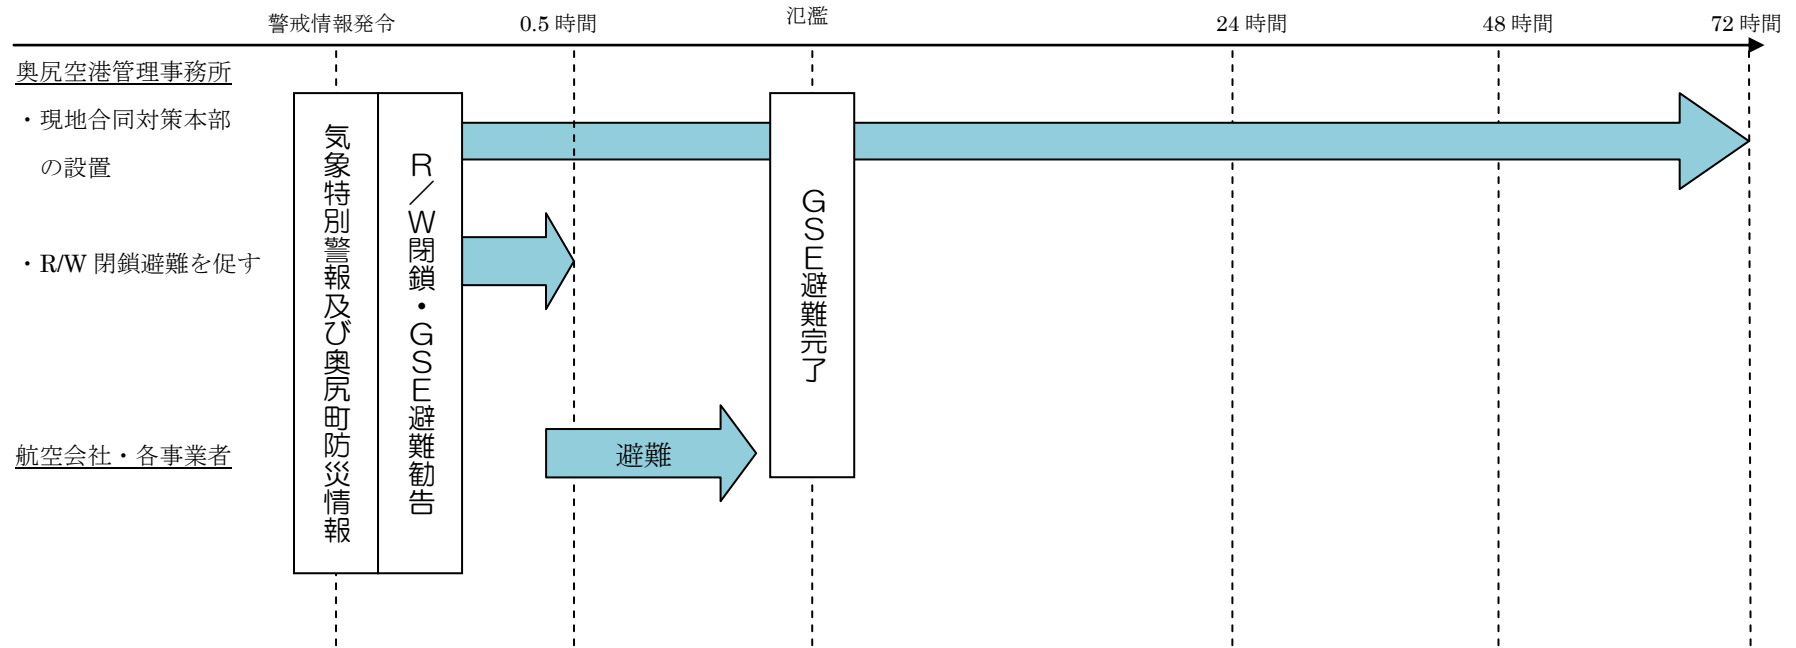 警戒情報発令
0.5 時間
氾濫
24 時間
48 時間
72 時間
奥尻空港管理事務所
・現地合同対策本部
の設置
・R/W 閉鎖避難を促す
航空会社・各事業者
気象特別警報及び奥尻町防災情報
R/W閉鎖・GSE避難勧告
避難
GSE避難完了